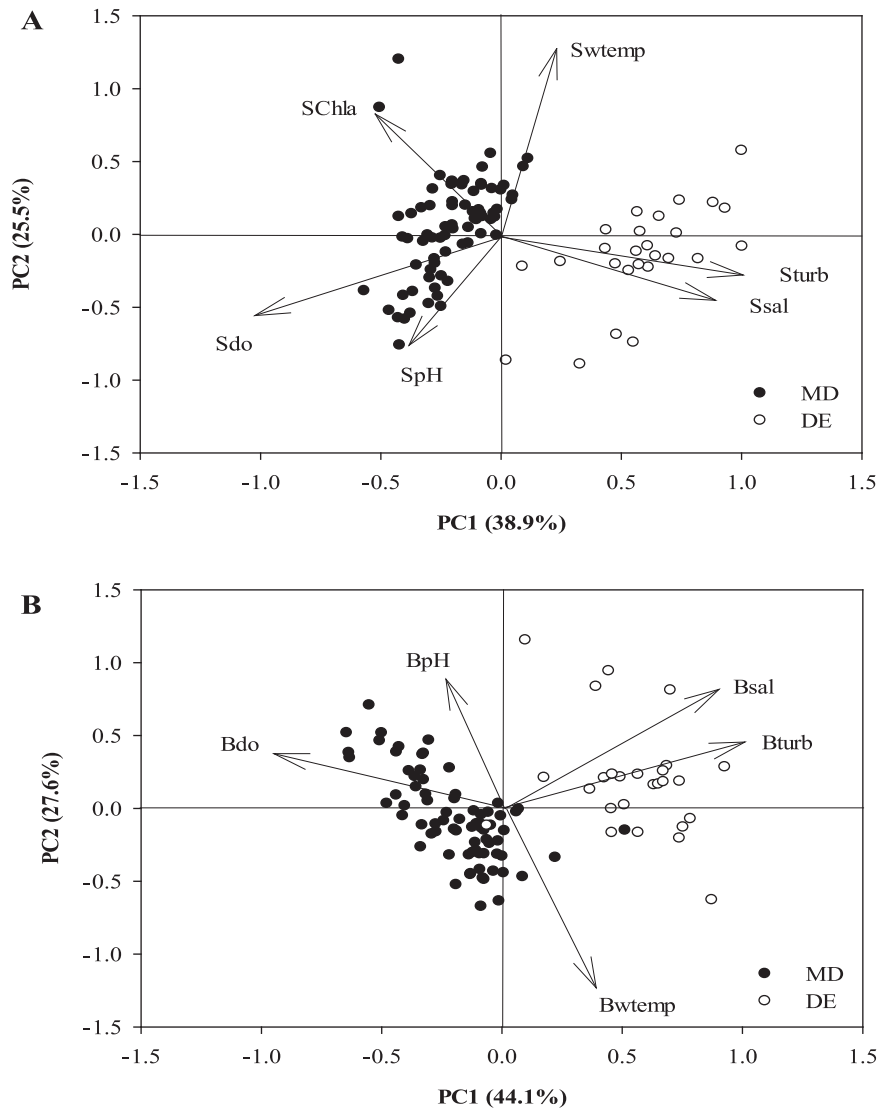 A
1.5
1.0
0.5
0.0
-0.5
-1.0
-1.5
PC2 (25.5%)
Swtemp
SChla
Sturb
Ssal
Sdo
SpH
MD
DE
-1.5 -1.0 -0.5 0.0 0.5 1.0 1.5
PC1 (38.9%)
B
1.5
1.0
0.5
0.0
-0.5
-1.0
-1.5
PC2 (27.6%)
BpH
Bsal
Bdo
Bturb
Bwtemp
MD
DE
-1.5 -1.0 -0.5 0.0 0.5 1.0 1.5
PC1 (44.1%)